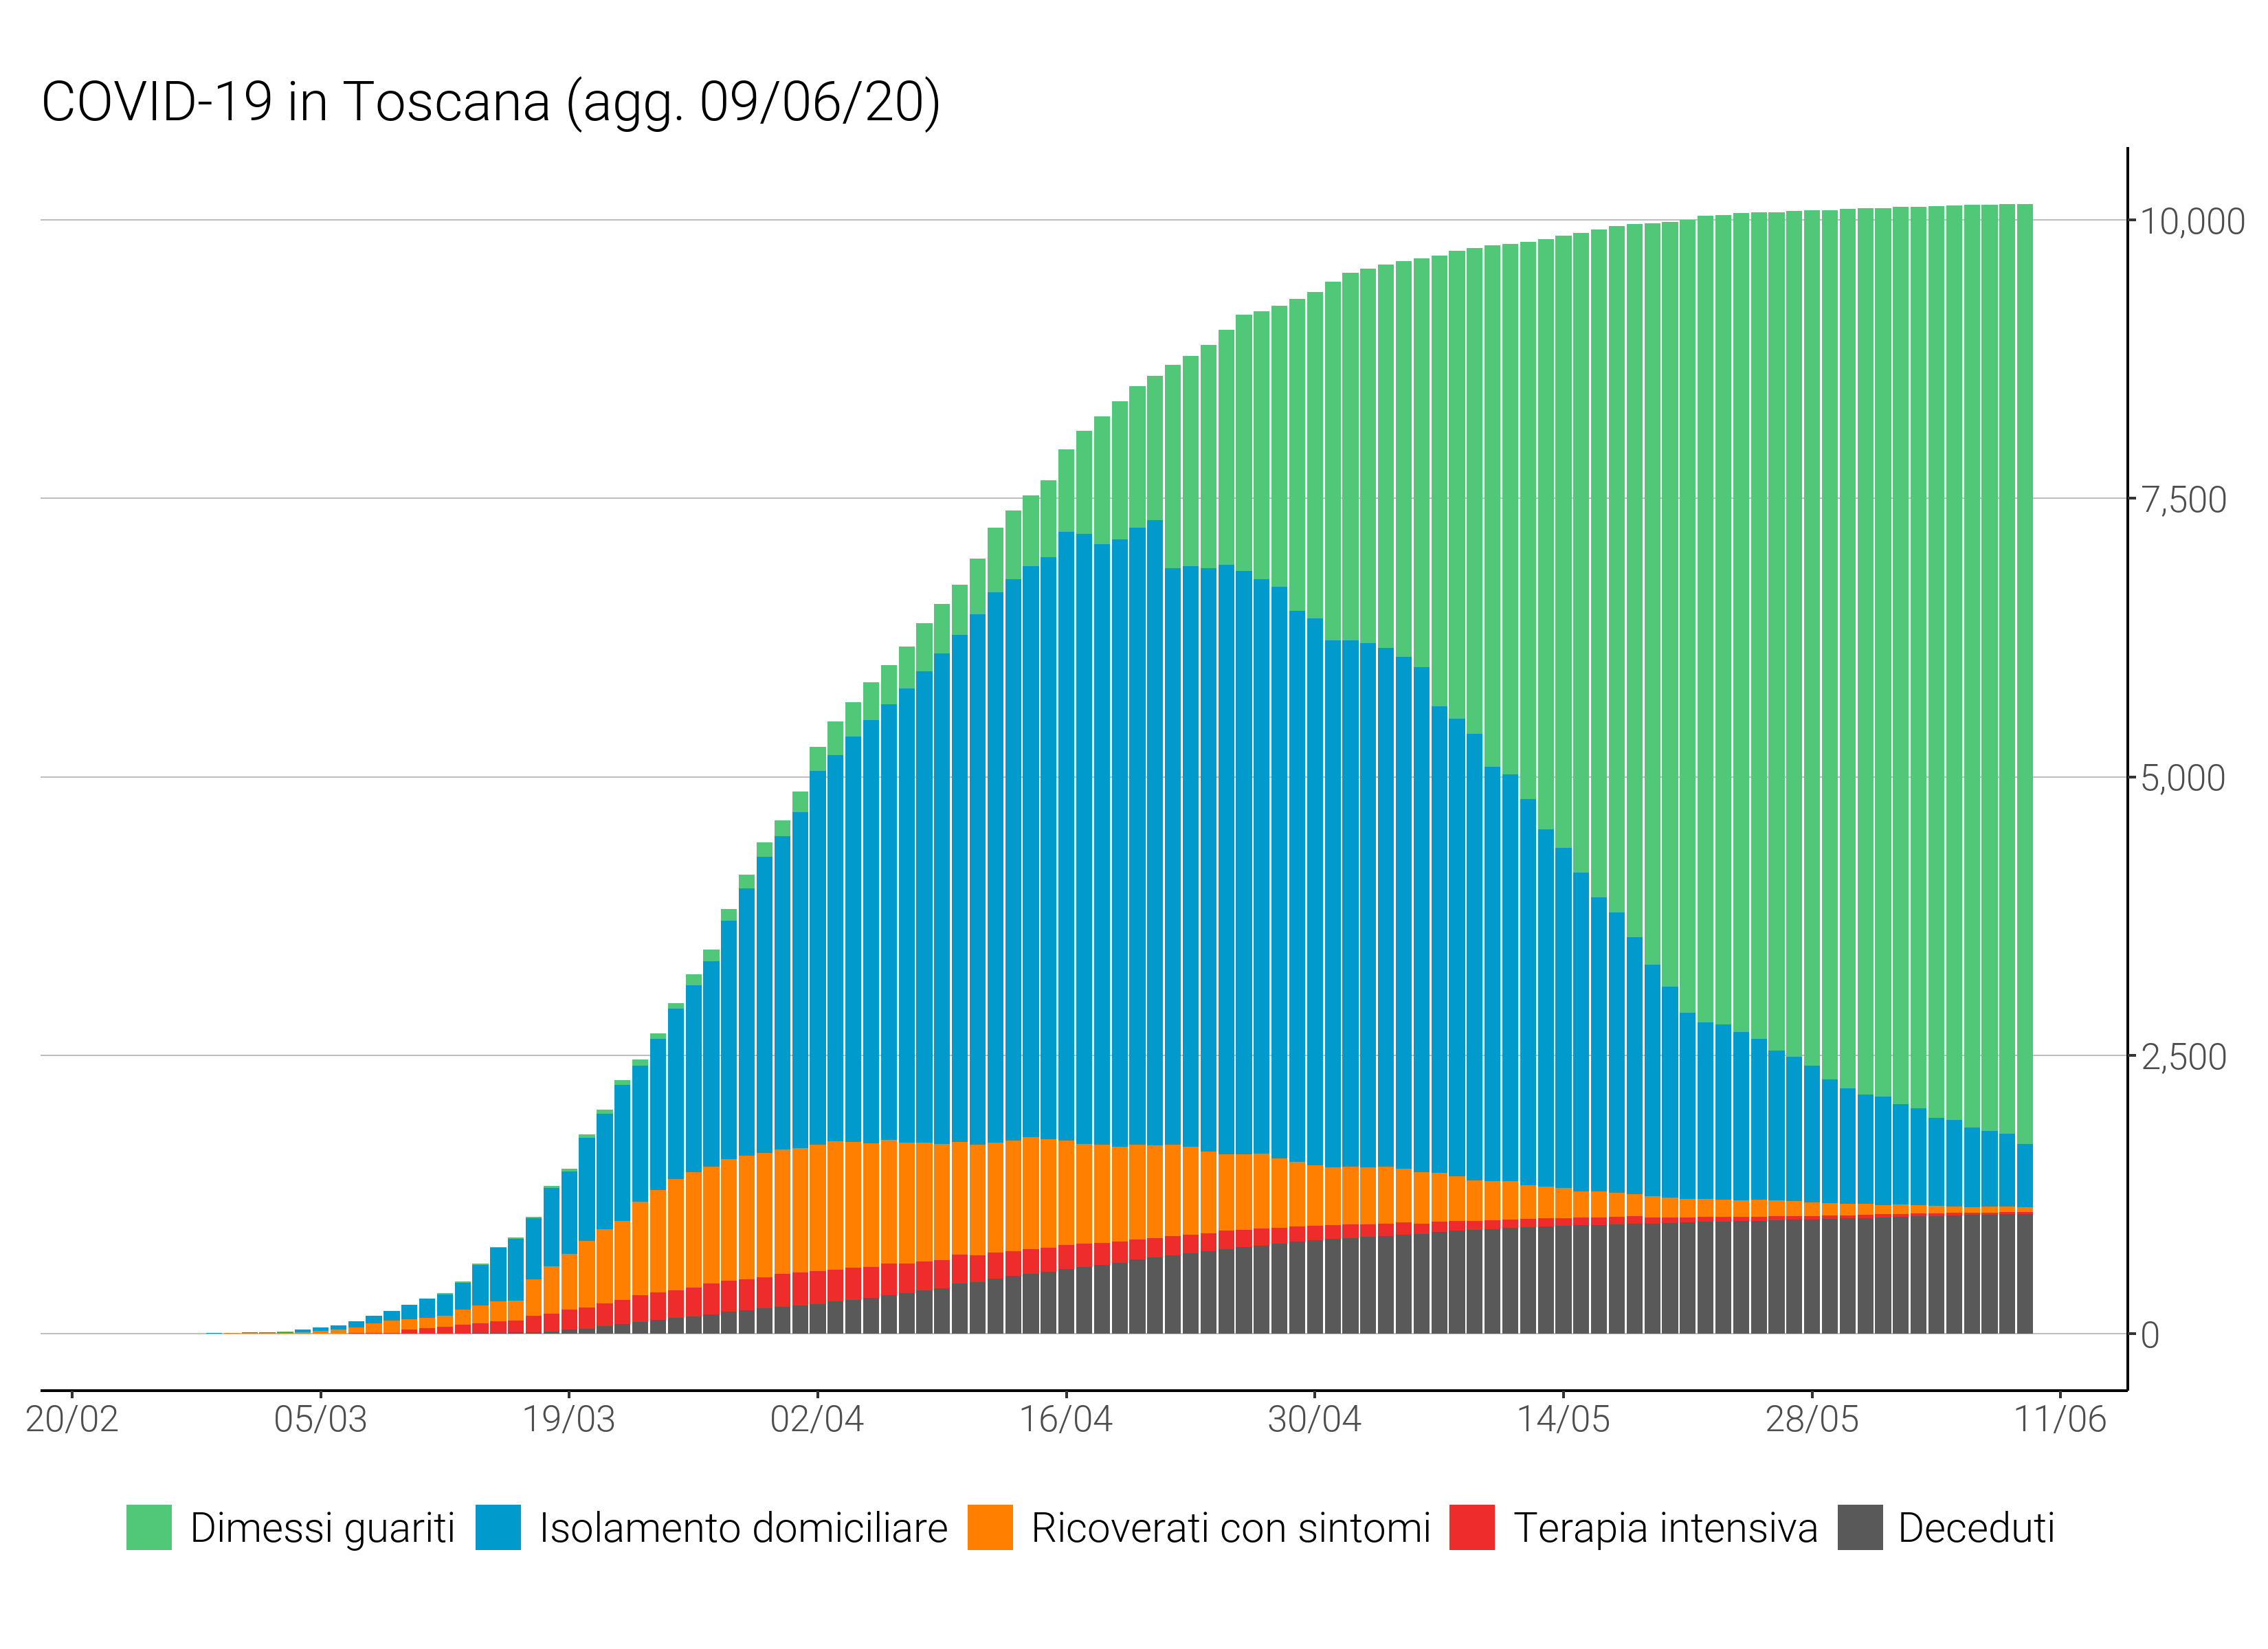 COVID-19 in Toscana (agg. 09/06/20)
10,000
7,500
5,000
2,500
0
20/02 05/03 19/03 02/04 16/04 30/04 14/05 28/05 11/06
Dimessi guariti Isolamento domiciliare Ricoverati con sintomi Terapia intensiva Deceduti